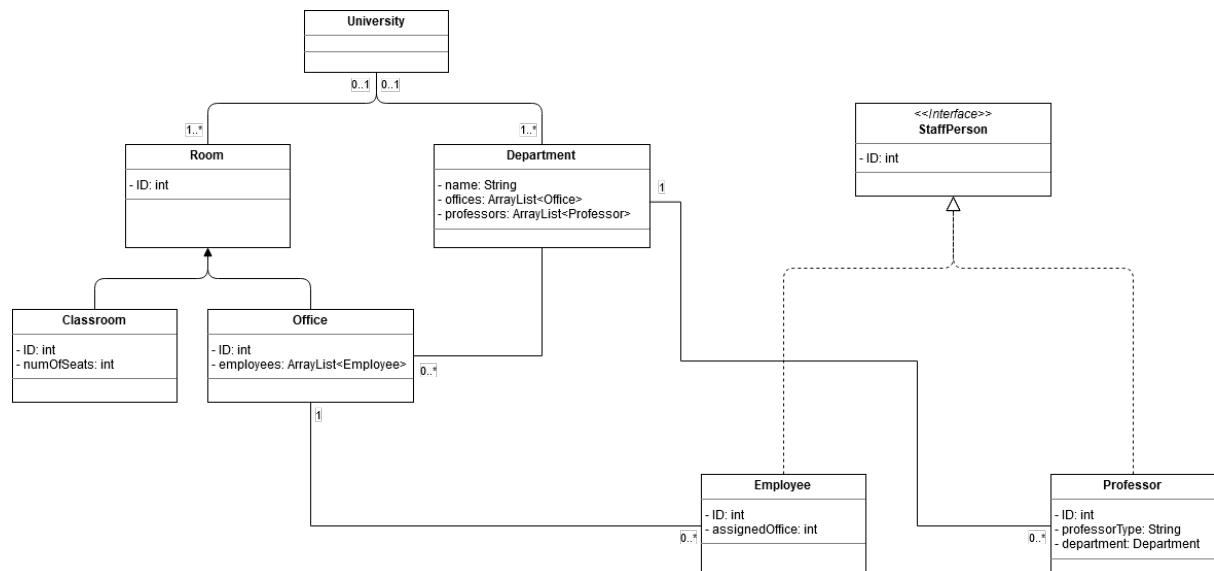 University
0..1
0..1
1..*
1..*
<<Interface>>
StaffPerson
- ID: int
Room
- ID: int
Department
- name: String
- offices: ArrayList<Office>
- professors: ArrayList<Professor>
1
Classroom
- ID: int
- numOfSeats: int
Office
- ID: int
- employees: ArrayList<Employee>
0..*
1
Employee
- ID: int
- assignedOffice: int
0..*
Professor
- ID: int
- professorType: String
- department: Department
0..*